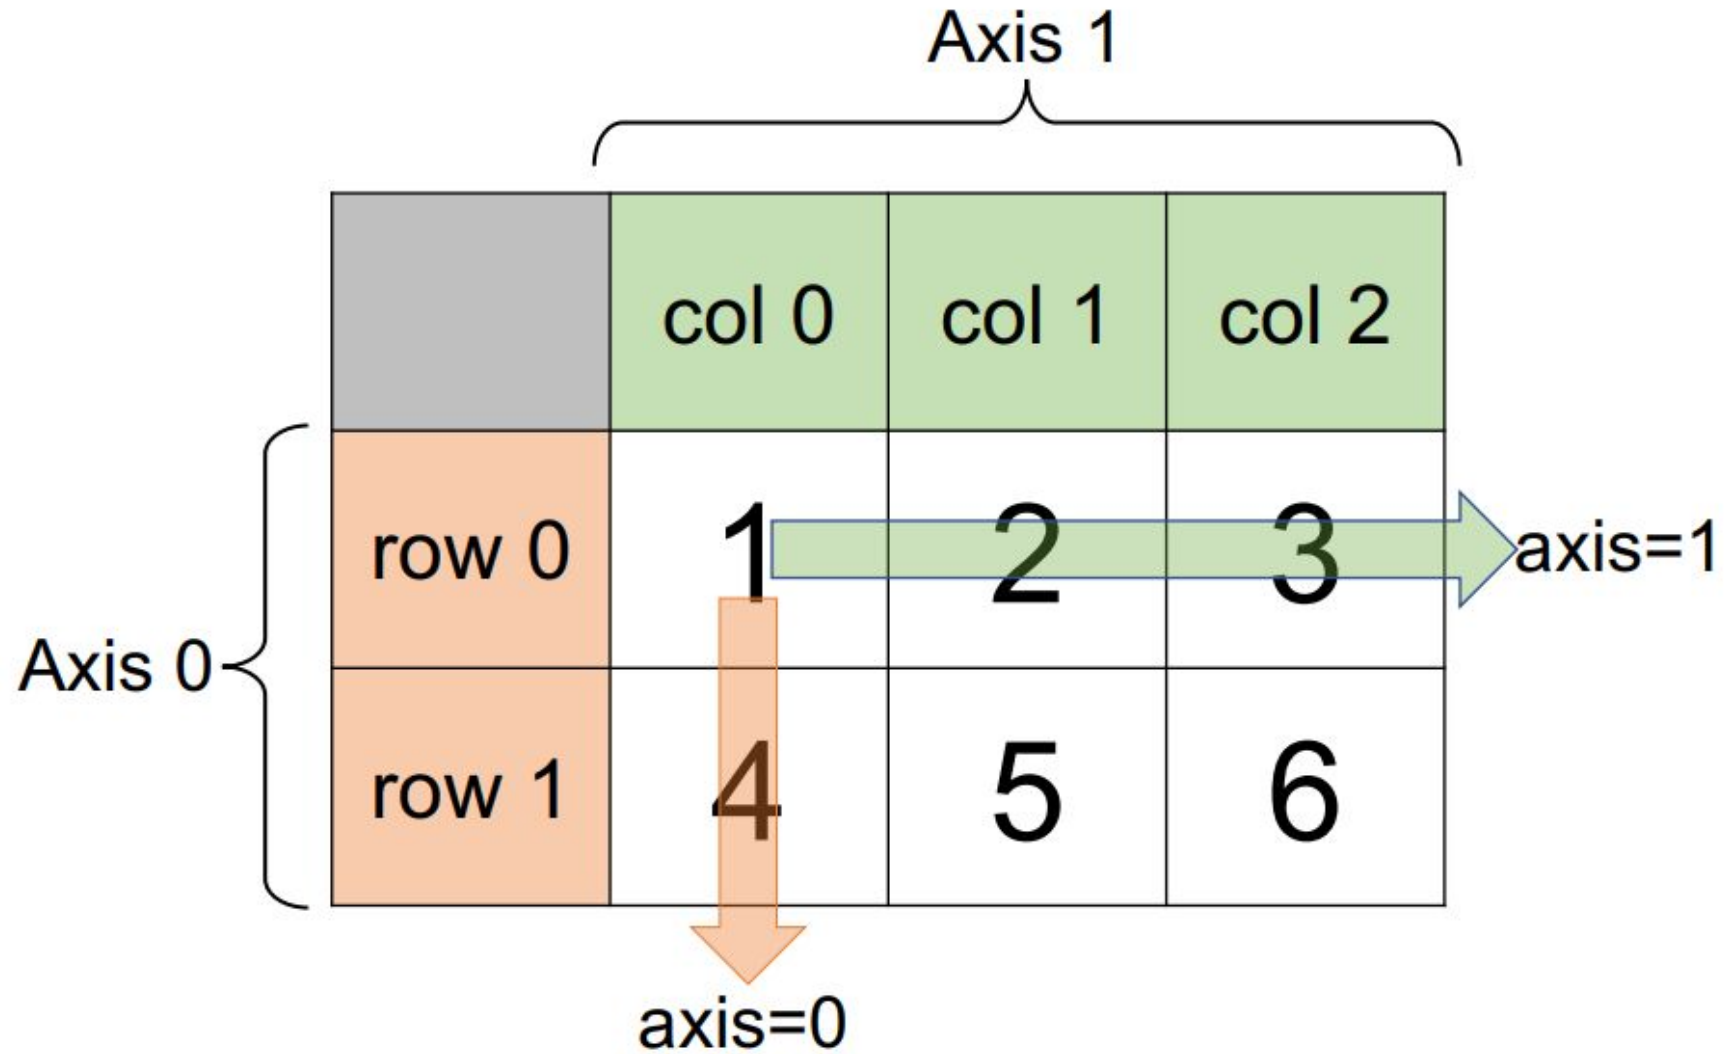 Axis 1
col 0 col 1 col 2
row 0 1 2 3 axis=1
Axis 0
row 1 4 5 6
axis=0